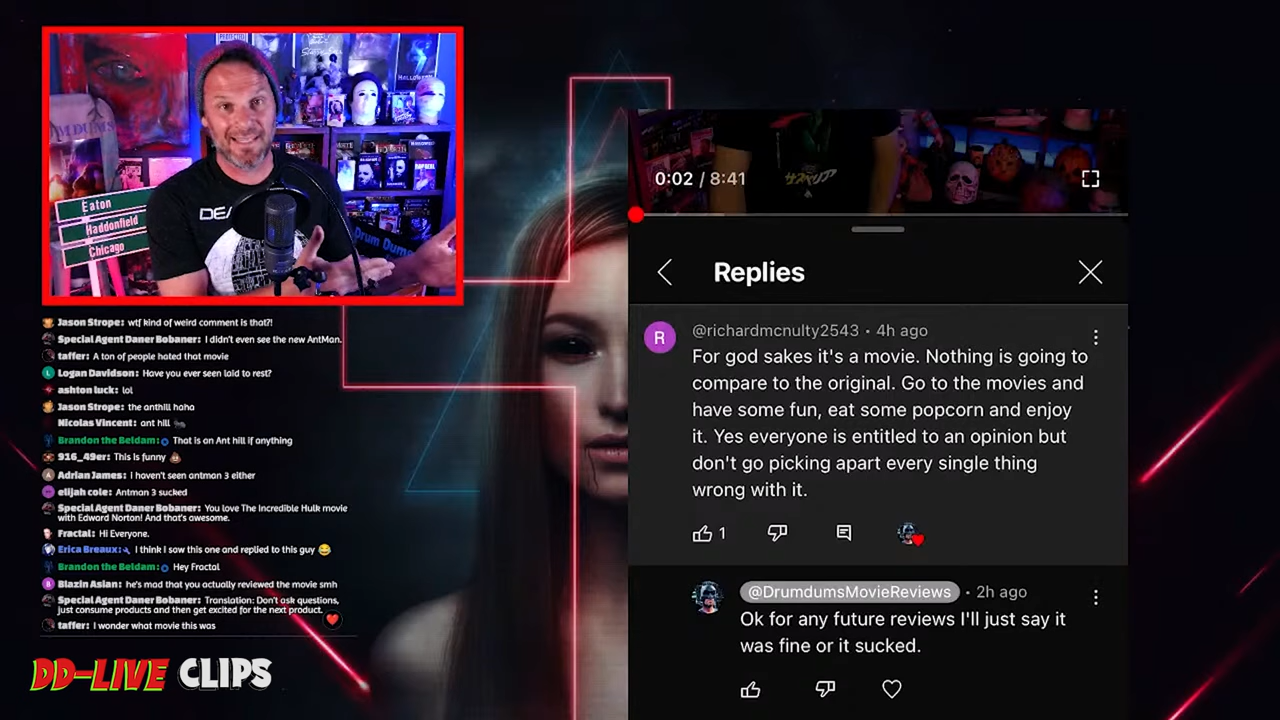 HALLOWEEN
Eaton
Haddonfield
Chicago
Drum Dums
Jason Strope: wtf kind of weird comment is that?!
Special Agent Daner Bobaner: I didn't even see the new AntMan.
taffer: A ton of people hated that movie
Logan Davidson: Have you ever seen laid to rest?
ashton luck: lol
Jason Strope: the anthill haha
Nicolas Vincent: ant hill 🐜
Brandon the Beldam: That is an Ant hill if anything
916_49er: This is funny 💩
Adrian James: I haven't seen antman 3 either
elijah cole: Antman 3 sucked
Special Agent Daner Bobaner: You love The Incredible Hulk movie
with Edward Norton! And that's awesome.
Fractal: Hi Everyone.
Erica Breaux: I think I saw this one and replied to this guy 😂
Brandon the Beldam: Hey Fractal
Blazin Asian: he's mad that you actually reviewed the movie smh
Special Agent Daner Bobaner: Translation: Don't ask questions,
just consume products and then get excited for the next product.
taffer: I wonder what movie this was
DD-LIVE CLIPS
サスペリア
0:02 / 8:41
Replies
R
@richardmcnulty2543 • 4h ago
For god sakes it's a movie. Nothing is going to
compare to the original. Go to the movies and
have some fun, eat some popcorn and enjoy
it. Yes everyone is entitled to an opinion but
don't go picking apart every single thing
wrong with it.
1
@DrumdumsMovieReviews • 2h ago
Ok for any future reviews I'll just say it
was fine or it sucked.